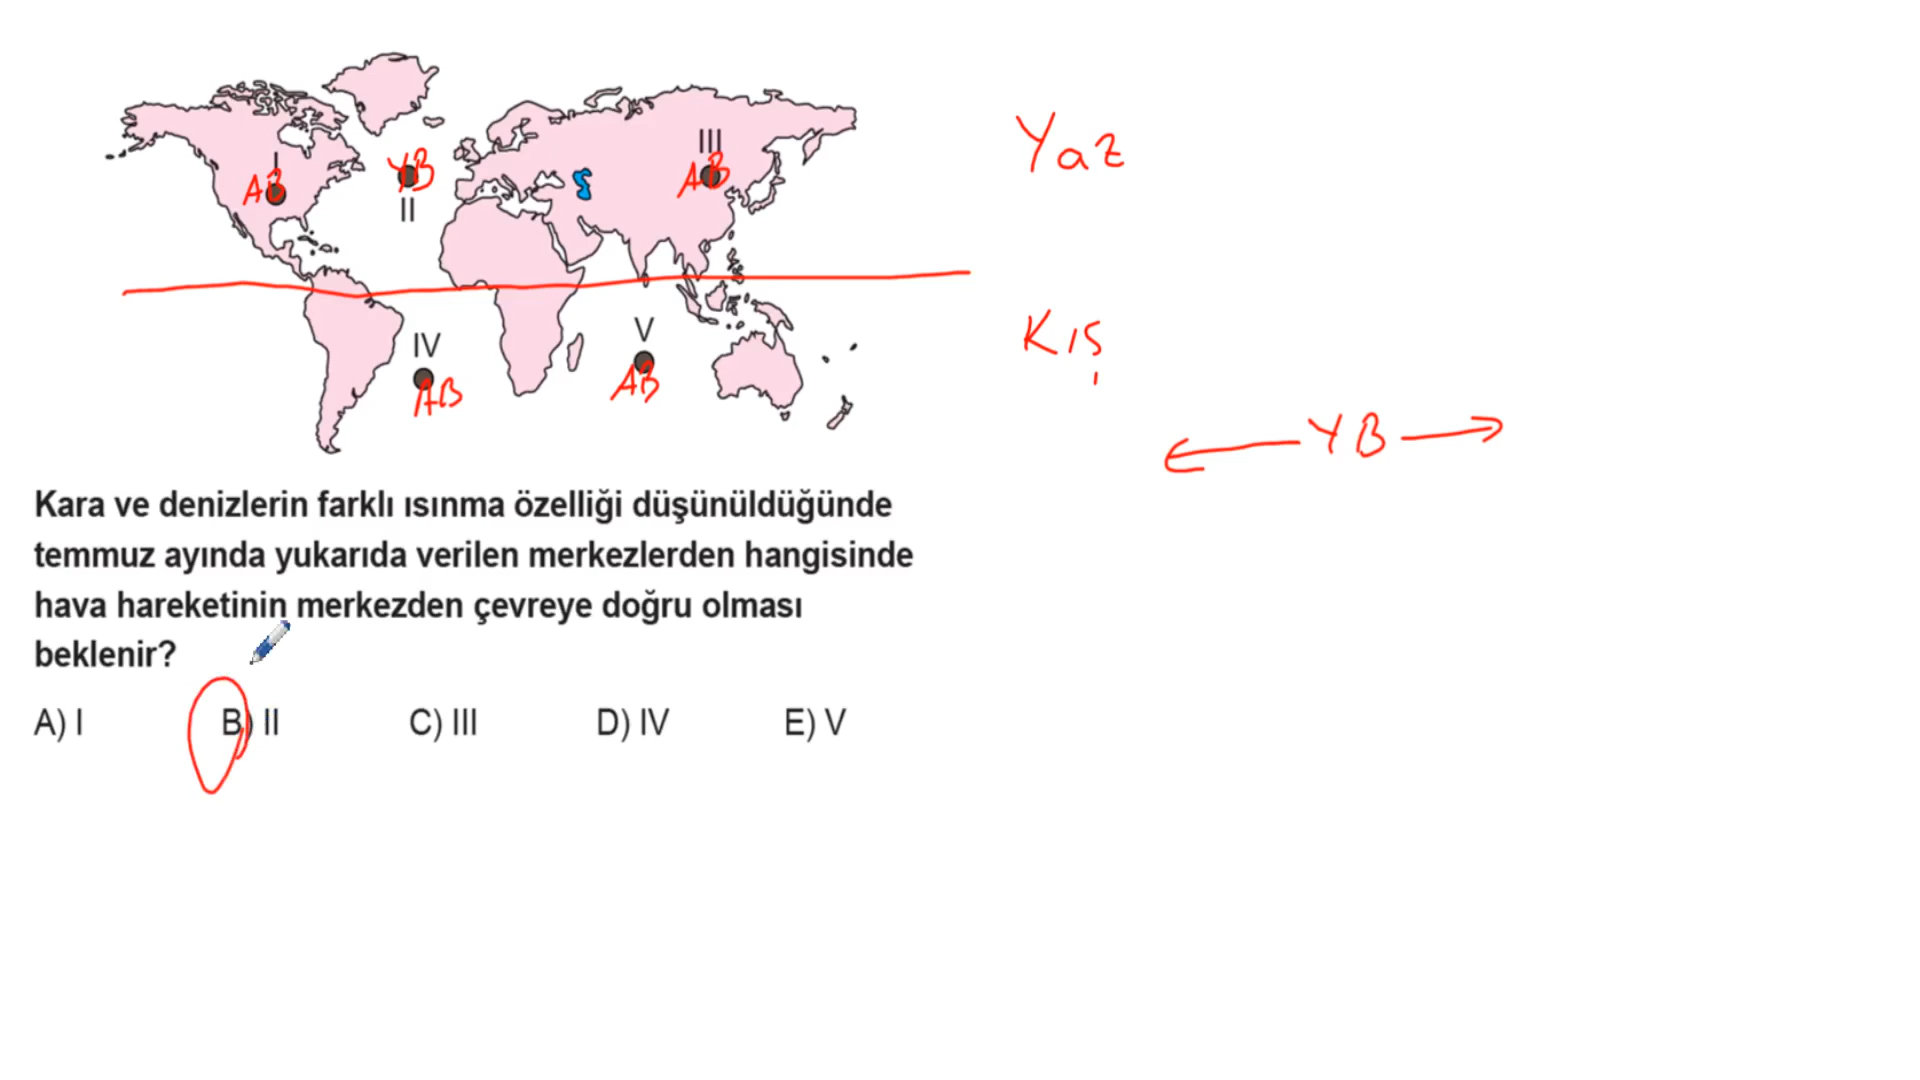 III
I
AB
YB
AB
II
Yaz
IV
V
AB
AB
Kış
YB
Kara ve denizlerin farklı ısınma özelliği düşünüldüğünde
temmuz ayında yukarıda verilen merkezlerden hangisinde
hava hareketinin merkezden çevreye doğru olması
beklenir?
A) I B) II C) III D) IV E) V